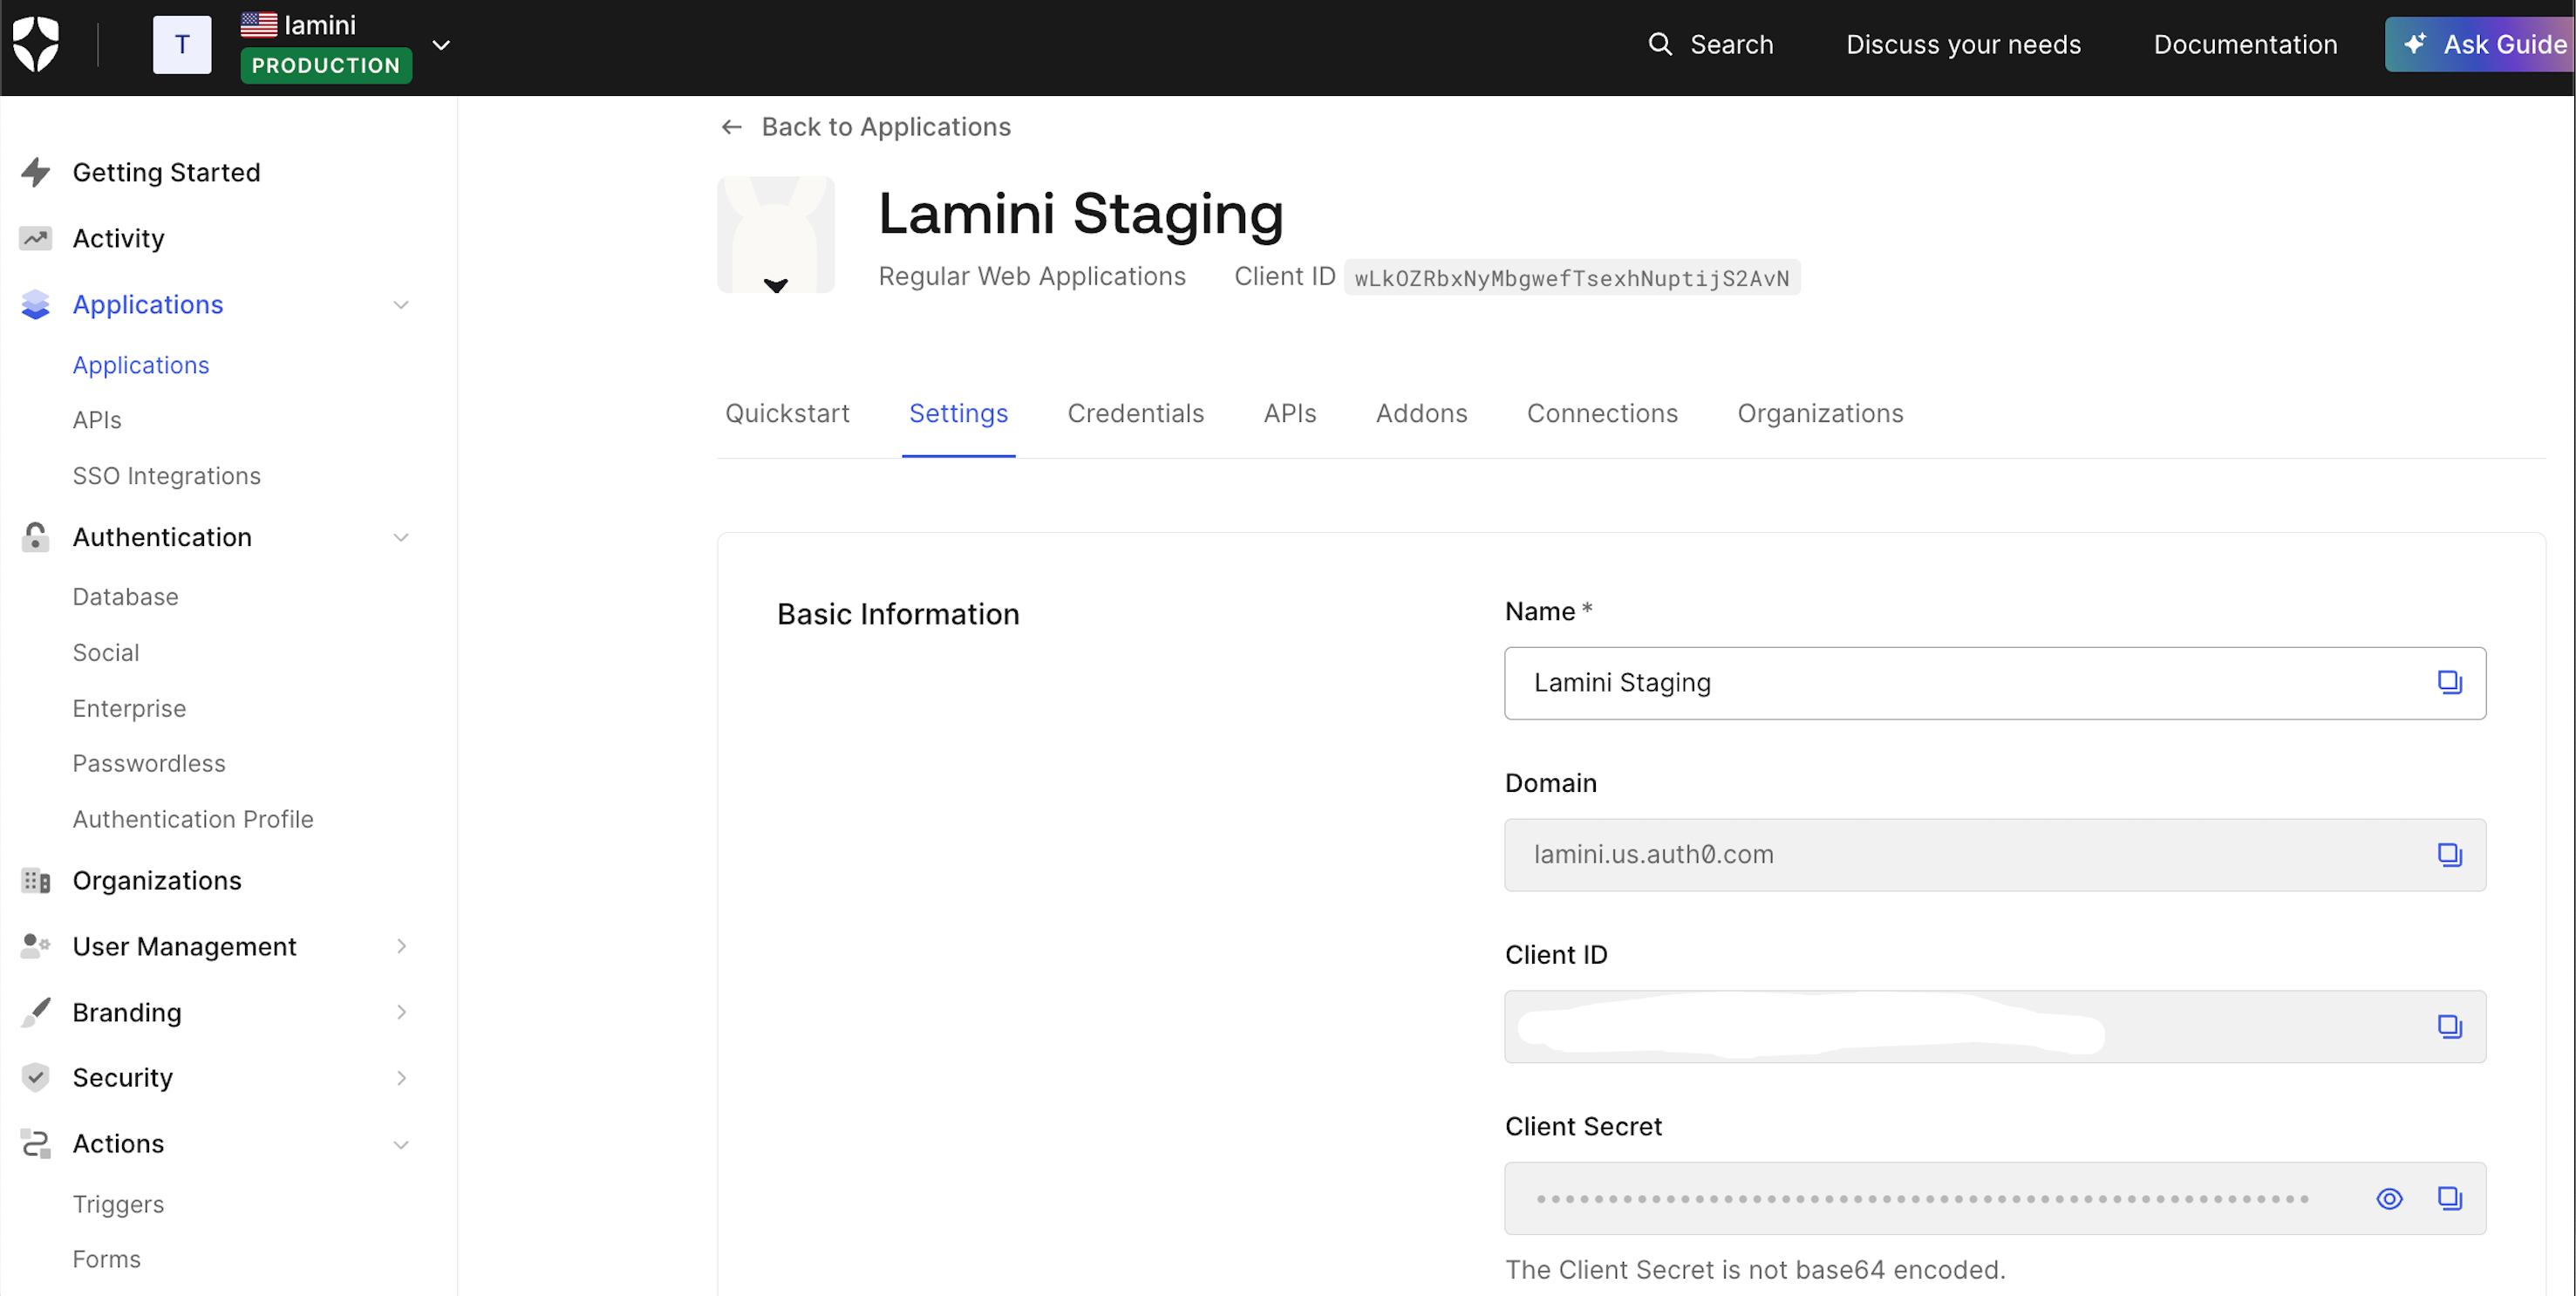 T
lamini
PRODUCTION
Search
Discuss your needs
Documentation
Ask Guide
Getting Started
Activity
Applications
Applications
APIs
SSO Integrations
Authentication
Database
Social
Enterprise
Passwordless
Authentication Profile
Organizations
User Management
Branding
Security
Actions
Triggers
Forms
Back to Applications
Lamini Staging
Regular Web Applications
Client ID wLkOZRbxNyMbgwefTsexhNuptijS2AvN
Quickstart
Settings
Credentials
APIs
Addons
Connections
Organizations
Basic Information
Name *
Lamini Staging
Domain
lamini.us.auth0.com
Client ID
Client Secret
The Client Secret is not base64 encoded.